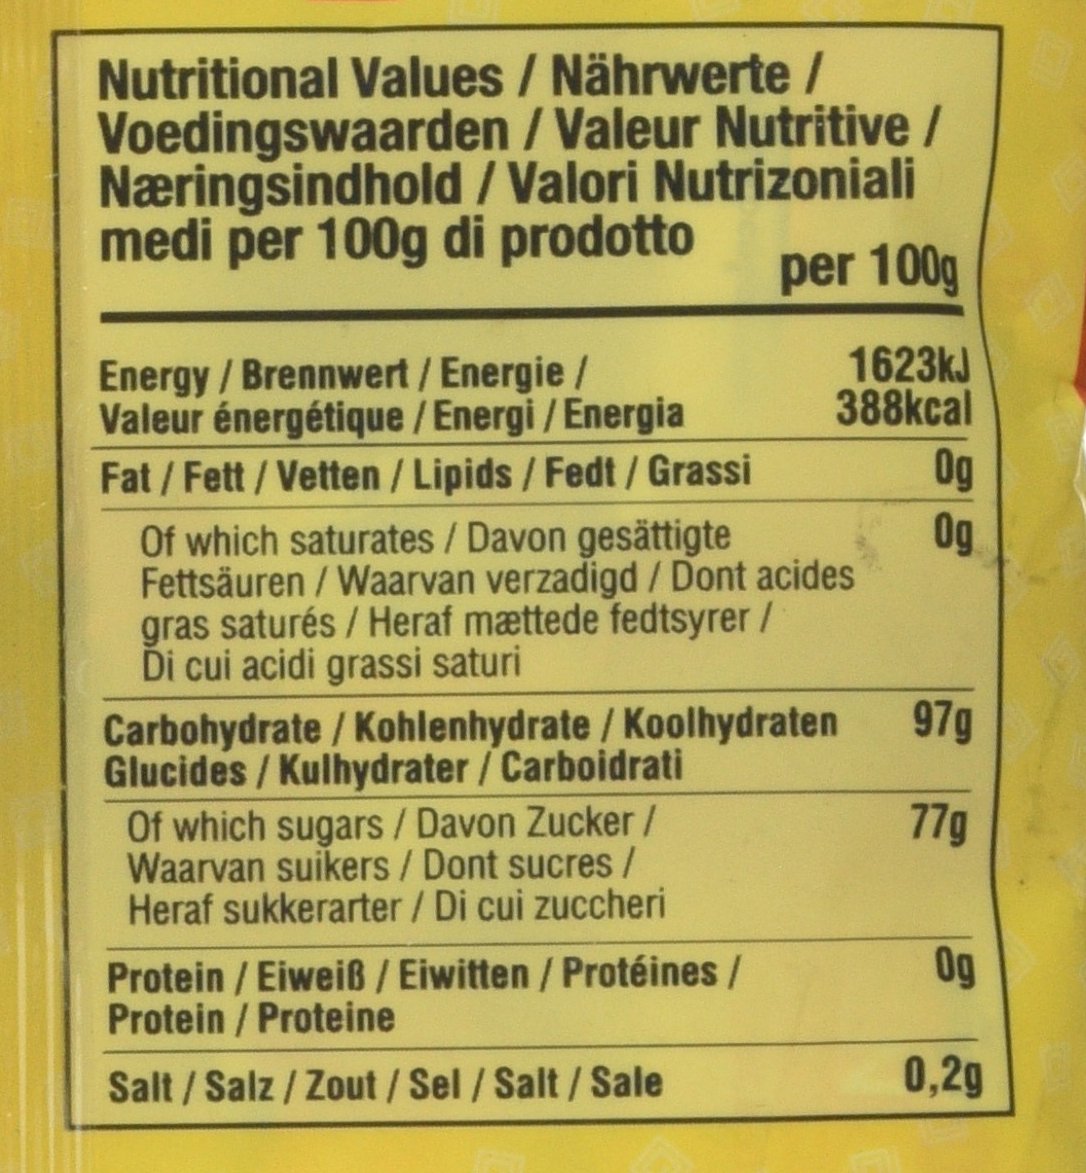 Nutritional Values / Nährwerte /
Voedingswaarden / Valeur Nutritive /
Næringsindhold / Valori Nutrizoniali
medi per 100g di prodotto
per 100g
Energy / Brennwert / Energie / 1623kJ
Valeur énergétique / Energi / Energia 388kcal
Fat / Fett / Vetten / Lipids / Fedt / Grassi 0g
Of which saturates / Davon gesättigte 0g
Fettsäuren / Waarvan verzadigd / Dont acides
gras saturés / Heraf mættede fedtsyrer /
Di cui acidi grassi saturi
Carbohydrate / Kohlenhydrate / Koolhydraten 97g
Glucides / Kulhydrater / Carboidrati
Of which sugars / Davon Zucker / 77g
Waarvan suikers / Dont sucres /
Heraf sukkerarter / Di cui zuccheri
Protein / Eiweiß / Eiwitten / Protéines / 0g
Protein / Proteine
Salt / Salz / Zout / Sel / Salt / Sale 0,2g